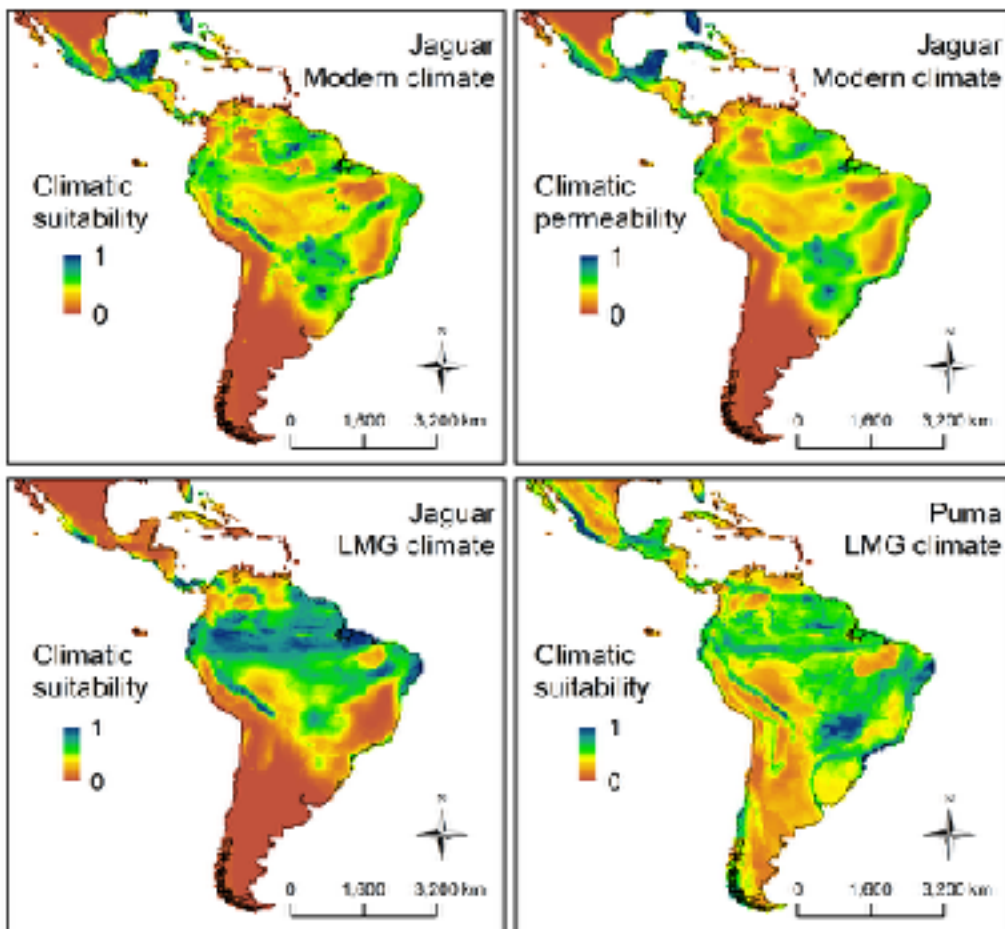 Jaguar
Modern climate
Climatic
suitability
1
0
N
0 1,600 3,200 km
Jaguar
Modern climate
Climatic
permeability
1
0
N
0 1,600 3,200 km
Jaguar
LMG climate
Climatic
suitability
1
0
N
0 1,600 3,200 km
Puma
LMG climate
Climatic
suitability
1
0
N
0 1,600 3,200 km